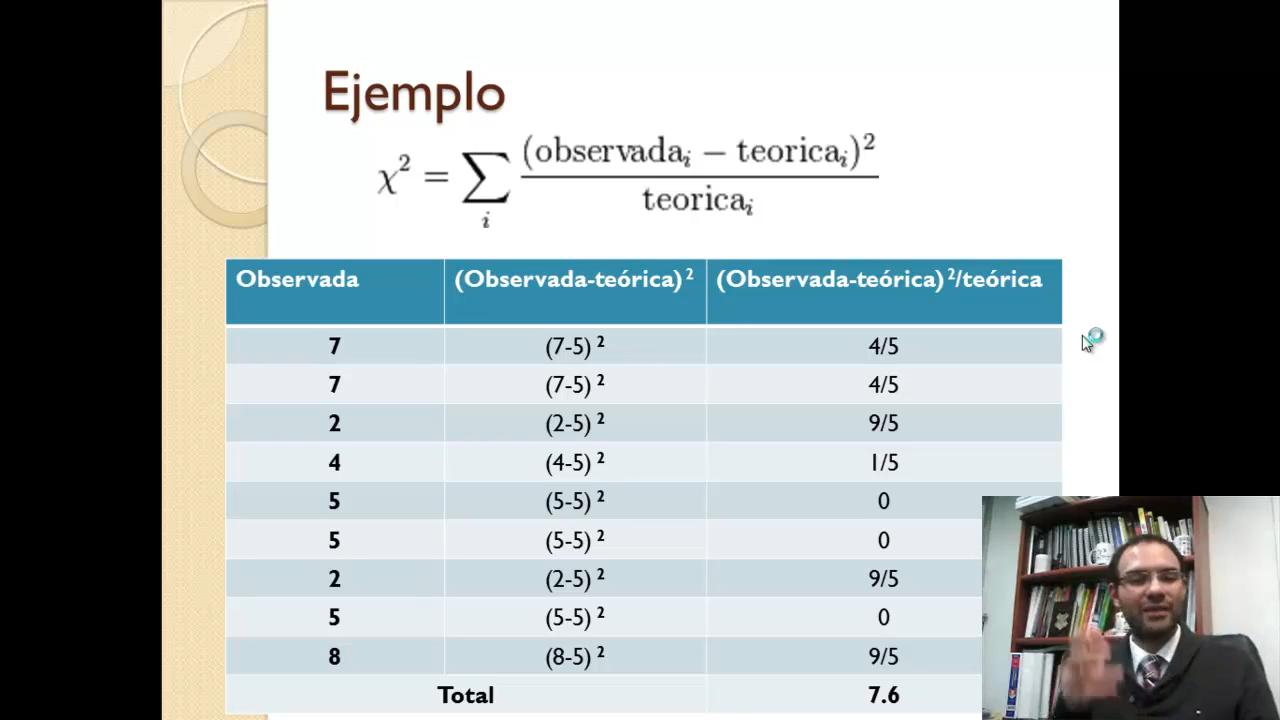 Ejemplo
χ² = ∑ᵢ (observadaᵢ − teoricaᵢ)² / teoricaᵢ
Observada (Observada-teórica)² (Observada-teórica)²/teórica
7 (7-5)² 4/5
7 (7-5)² 4/5
2 (2-5)² 9/5
4 (4-5)² 1/5
5 (5-5)² 0
5 (5-5)² 0
2 (2-5)² 9/5
5 (5-5)² 0
8 (8-5)² 9/5
Total 7.6